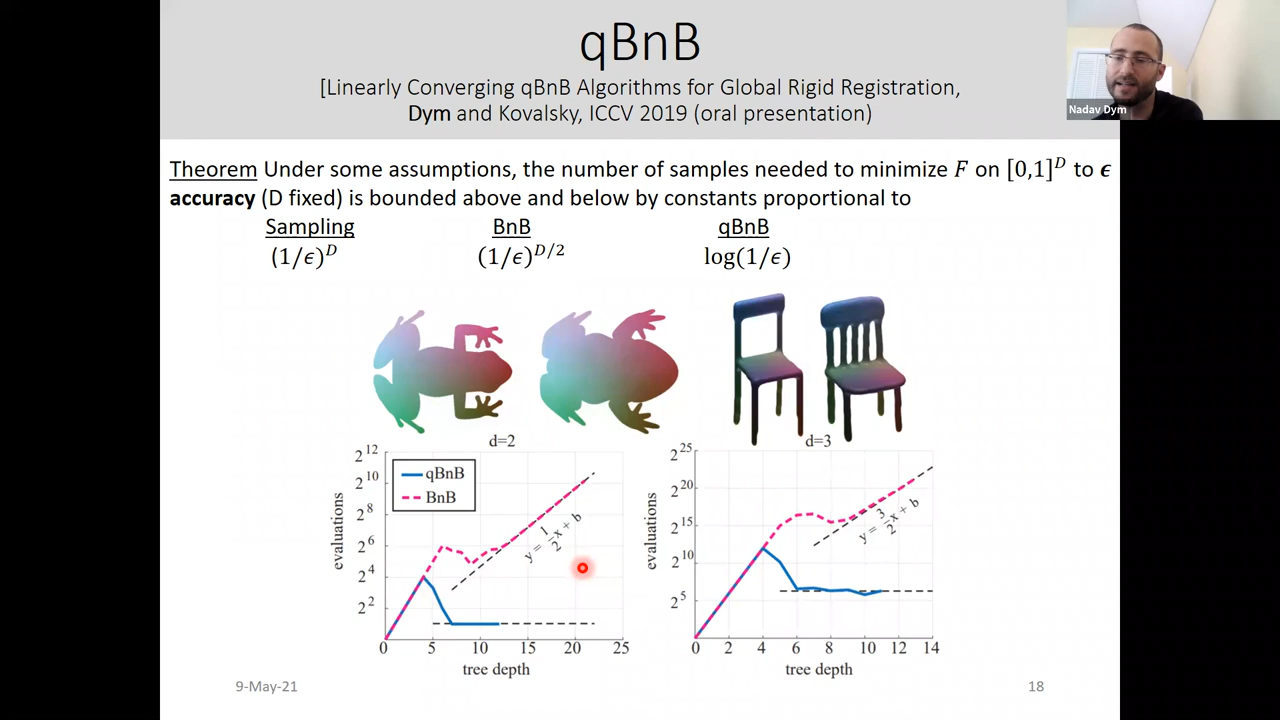 qBnB
[Linearly Converging qBnB Algorithms for Global Rigid Registration,
Dym and Kovalsky, ICCV 2019 (oral presentation)
Nadav Dym
Theorem Under some assumptions, the number of samples needed to minimize F on [0,1]^D to ϵ
accuracy (D fixed) is bounded above and below by constants proportional to
Sampling BnB qBnB
(1/ϵ)^D (1/ϵ)^{D/2} log(1/ϵ)
d=2
2^12
2^10
2^8
2^6
2^4
2^2
evaluations
qBnB
BnB
y = 1/2 x + b
0 5 10 15 20 25
tree depth
d=3
2^25
2^20
2^15
2^10
2^5
evaluations
y = 3/2 x + b
0 2 4 6 8 10 12 14
tree depth
9-May-21
18